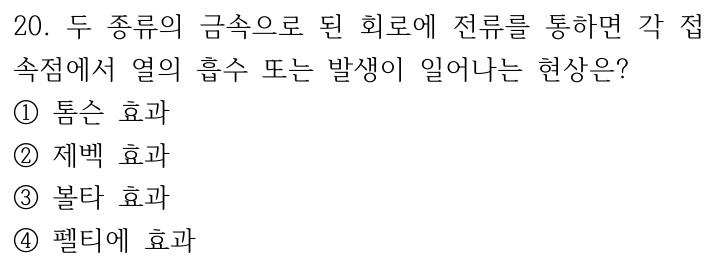 20. 두 종류의 금속으로 된 회로에 전류를 통하면 각 접
속점에서 열의 흡수 또는 발생이 일어나는 현상은?
① 톰슨 효과
② 제벡 효과
③ 볼타 효과
④ 펠티에 효과